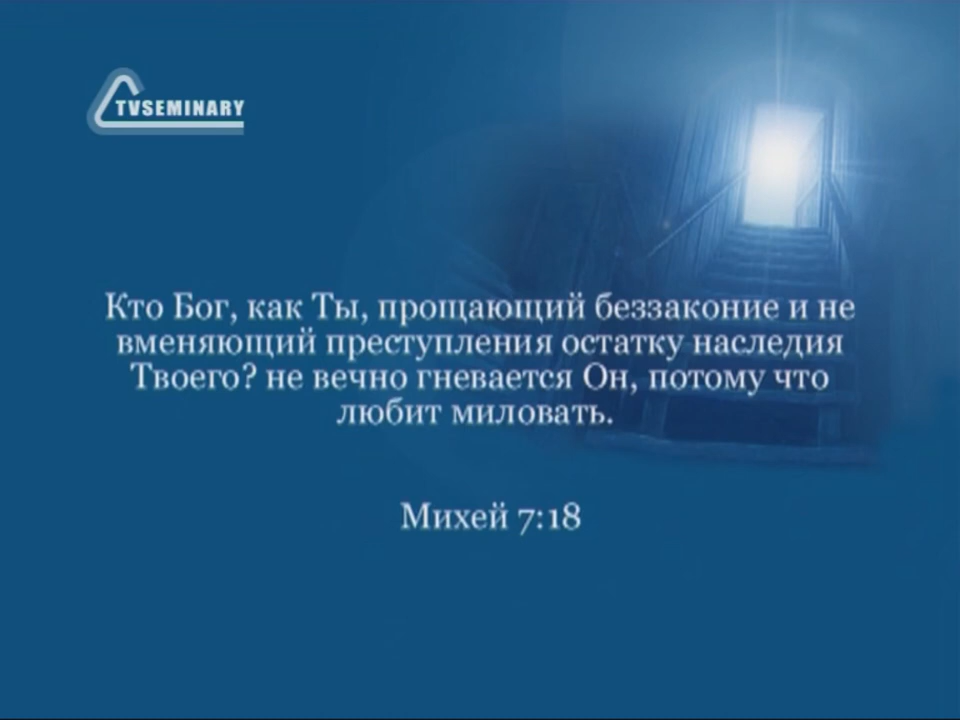 TVSEMINARY
Кто Бог, как Ты, прощающий беззаконие и не
вменяющий преступления остатку наследия
Твоего? не вечно гневается Он, потому что
любит миловать.
Михей 7:18